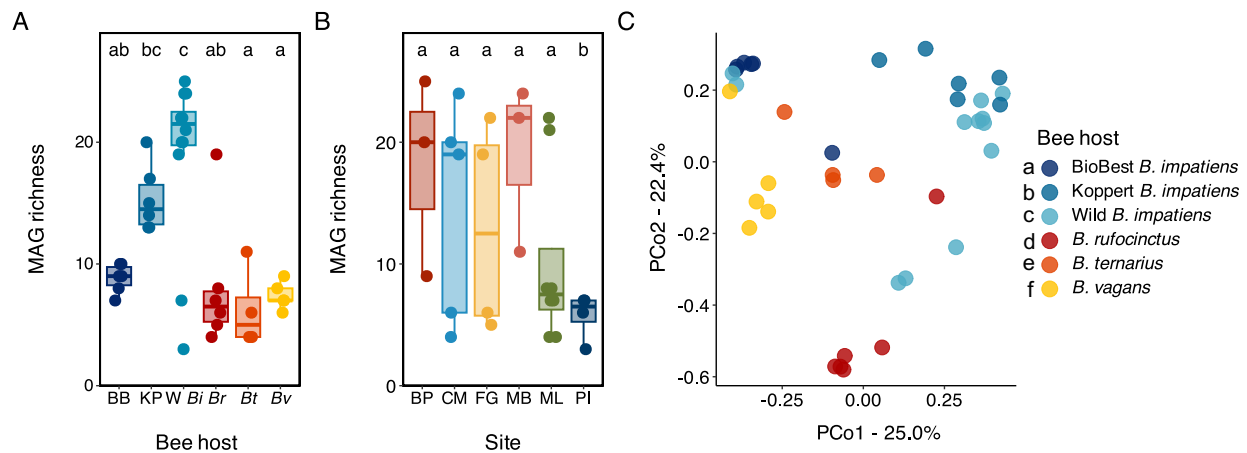 A
B
C
ab bc c ab a a
a a a a a b
MAG richness
20
10
0
BB KP W Bi Br Bt Bv
Bee host
MAG richness
20
10
0
BP CM FG MB ML PI
Site
PCo2 - 22.4%
0.2
0.0
-0.2
-0.4
-0.6
-0.25 0.00 0.25
PCo1 - 25.0%
Bee host
a BioBest B. impatiens
b Koppert B. impatiens
c Wild B. impatiens
d B. rufocinctus
e B. ternarius
f B. vagans